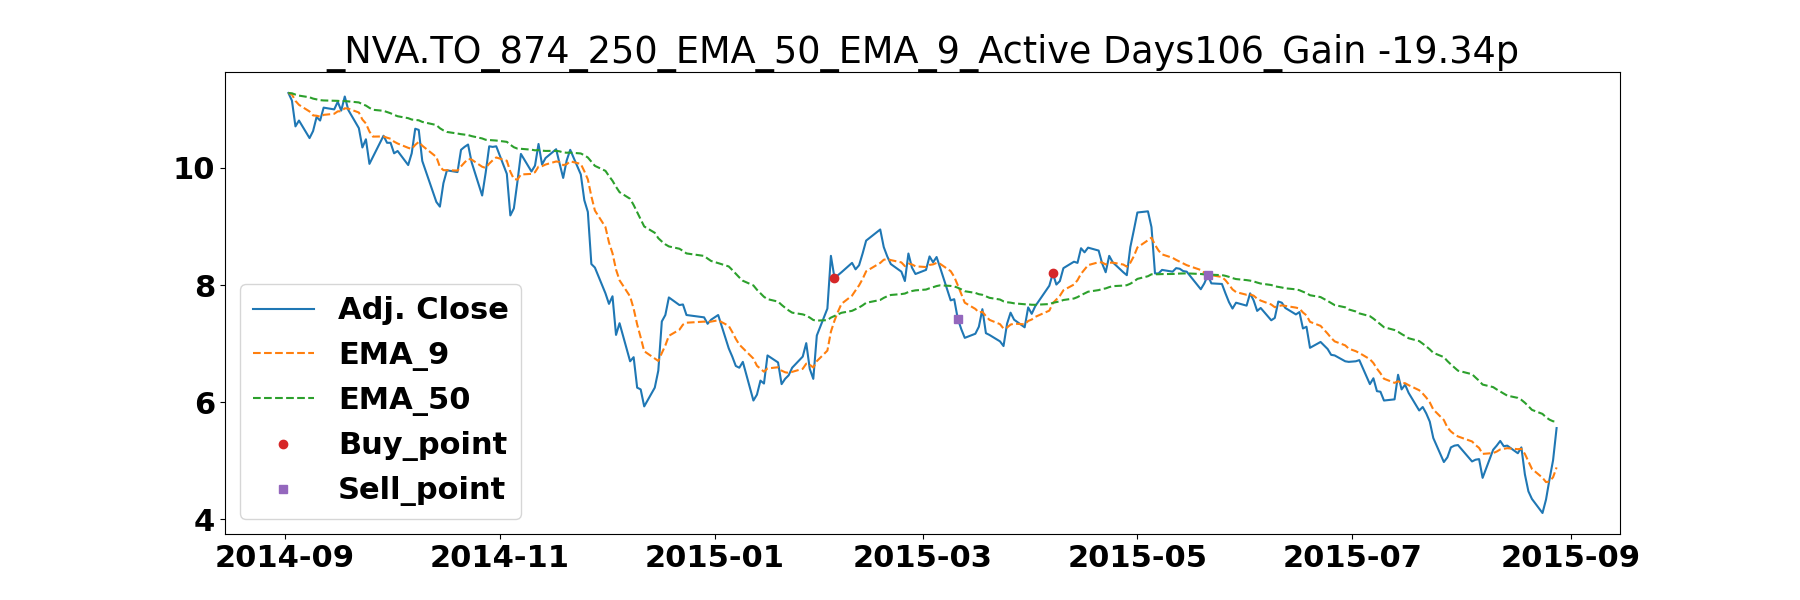 _NVA.TO_874_250_EMA_50_EMA_9_Active Days106_Gain -19.34p
10
8
6
4
Adj. Close
EMA_9
EMA_50
Buy_point
Sell_point
2014-09 2014-11 2015-01 2015-03 2015-05 2015-07 2015-09